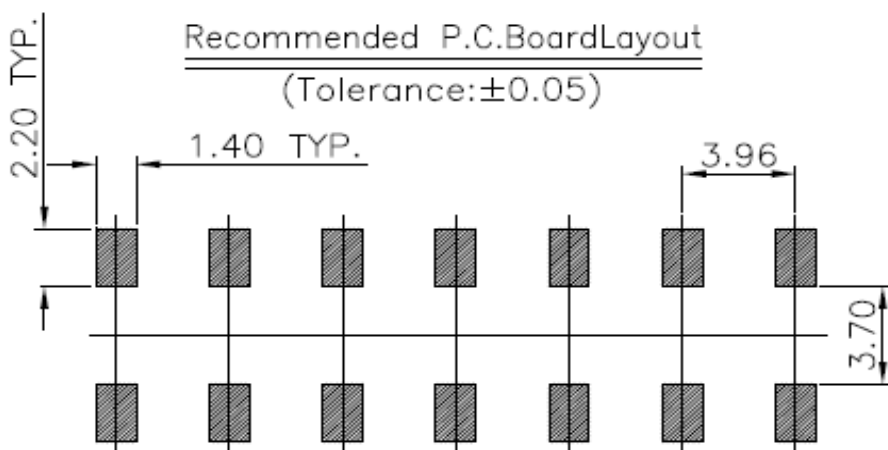 Recommended P.C.BoardLayout
(Tolerance:±0.05)
2.20 TYP.
1.40 TYP.
3.96
3.70